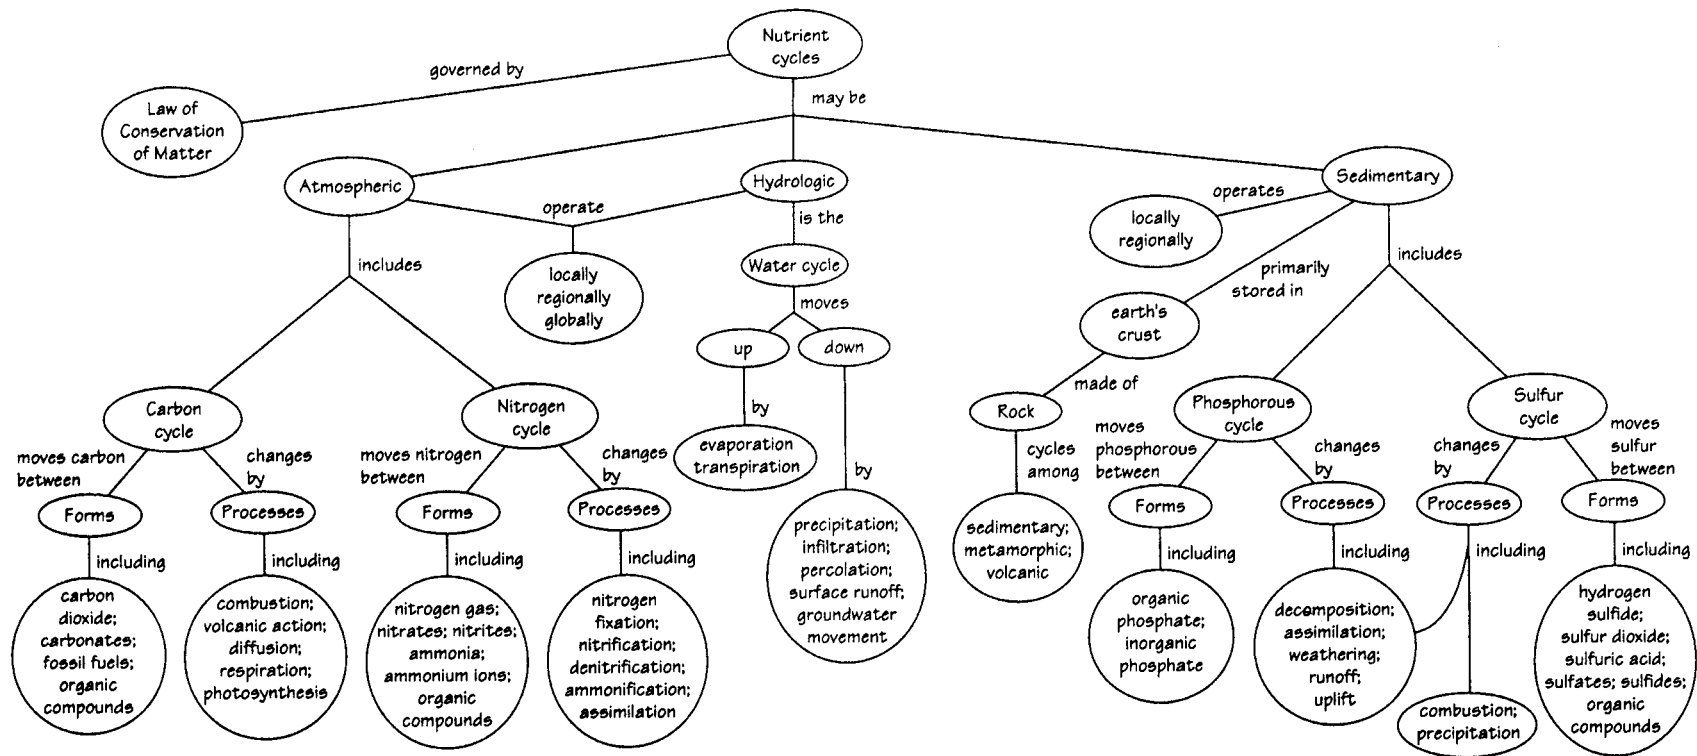 Nutrient
cycles
governed by
may be
Law of
Conservation
of Matter
Atmospheric
Hydrologic
Sedimentary
operate
is the
operates
locally
regionally
includes
locally
regionally
globally
Water cycle
moves
up
down
primarily
stored in
includes
earth's
crust
made of
Rock
cycles
among
sedimentary;
metamorphic;
volcanic
by
evaporation
transpiration
by
precipitation;
infiltration;
percolation;
surface runoff;
groundwater
movement
Carbon
cycle
moves carbon
between
changes
by
Forms
Processes
including
including
carbon
dioxide;
carbonates;
fossil fuels;
organic
compounds
combustion;
volcanic action;
diffusion;
respiration;
photosynthesis
Nitrogen
cycle
moves nitrogen
between
changes
by
Forms
Processes
including
including
nitrogen gas;
nitrates; nitrites;
ammonia;
ammonium ions;
organic
compounds
nitrogen
fixation;
nitrification;
denitrification;
ammonification;
assimilation
Phosphorous
cycle
moves
phosphorous
between
changes
by
Forms
Processes
including
including
organic
phosphate;
inorganic
phosphate
decomposition;
assimilation;
weathering;
runoff;
uplift
Sulfur
cycle
changes
by
moves
sulfur
between
Processes
Forms
including
including
combustion;
precipitation
hydrogen
sulfide;
sulfur dioxide;
sulfuric acid;
sulfates; sulfides;
organic
compounds